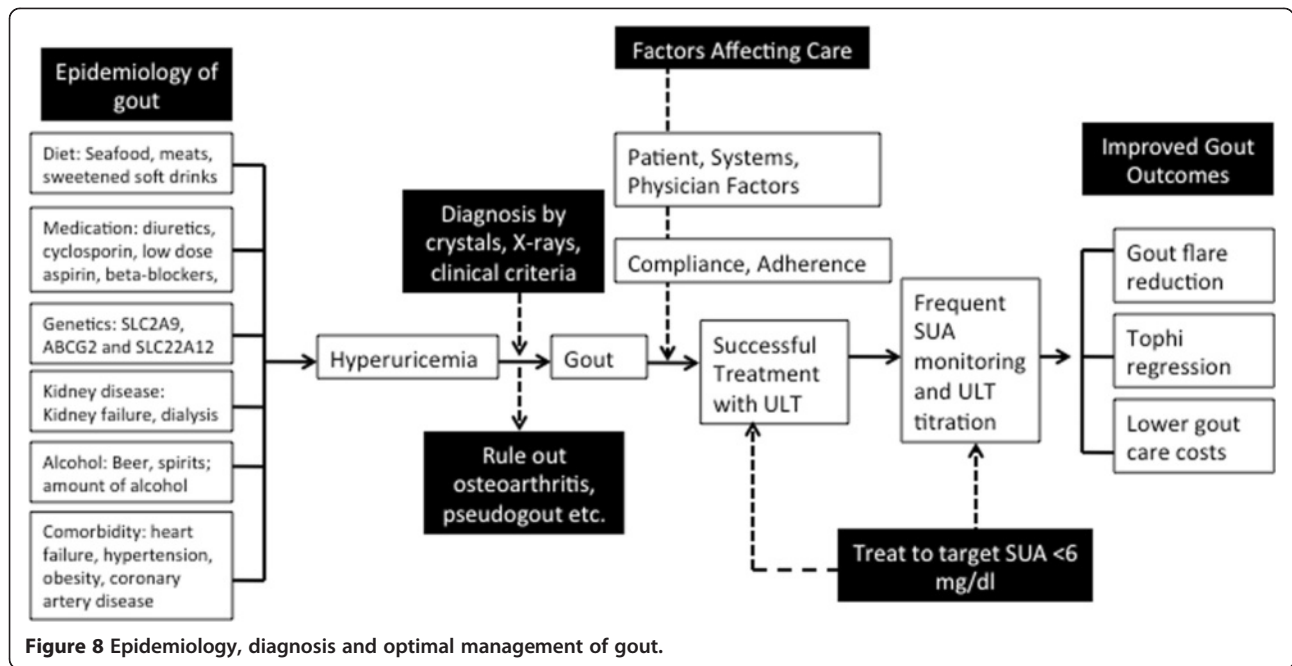 Epidemiology of
gout
Diet: Seafood, meats,
sweetened soft drinks
Medication: diuretics,
cyclosporin, low dose
aspirin, beta-blockers,
Genetics: SLC2A9,
ABCG2 and SLC22A12
Kidney disease:
Kidney failure, dialysis
Alcohol: Beer, spirits;
amount of alcohol
Comorbidity: heart
failure, hypertension,
obesity, coronary
artery disease
Hyperuricemia
Diagnosis by
crystals, X-rays,
clinical criteria
Rule out
osteoarthritis,
pseudogout etc.
Gout
Factors Affecting Care
Patient, Systems,
Physician Factors
Compliance, Adherence
Successful
Treatment
with ULT
Frequent
SUA
monitoring
and ULT
titration
Treat to target SUA <6
mg/dl
Improved Gout
Outcomes
Gout flare
reduction
Tophi
regression
Lower gout
care costs
Figure 8 Epidemiology, diagnosis and optimal management of gout.